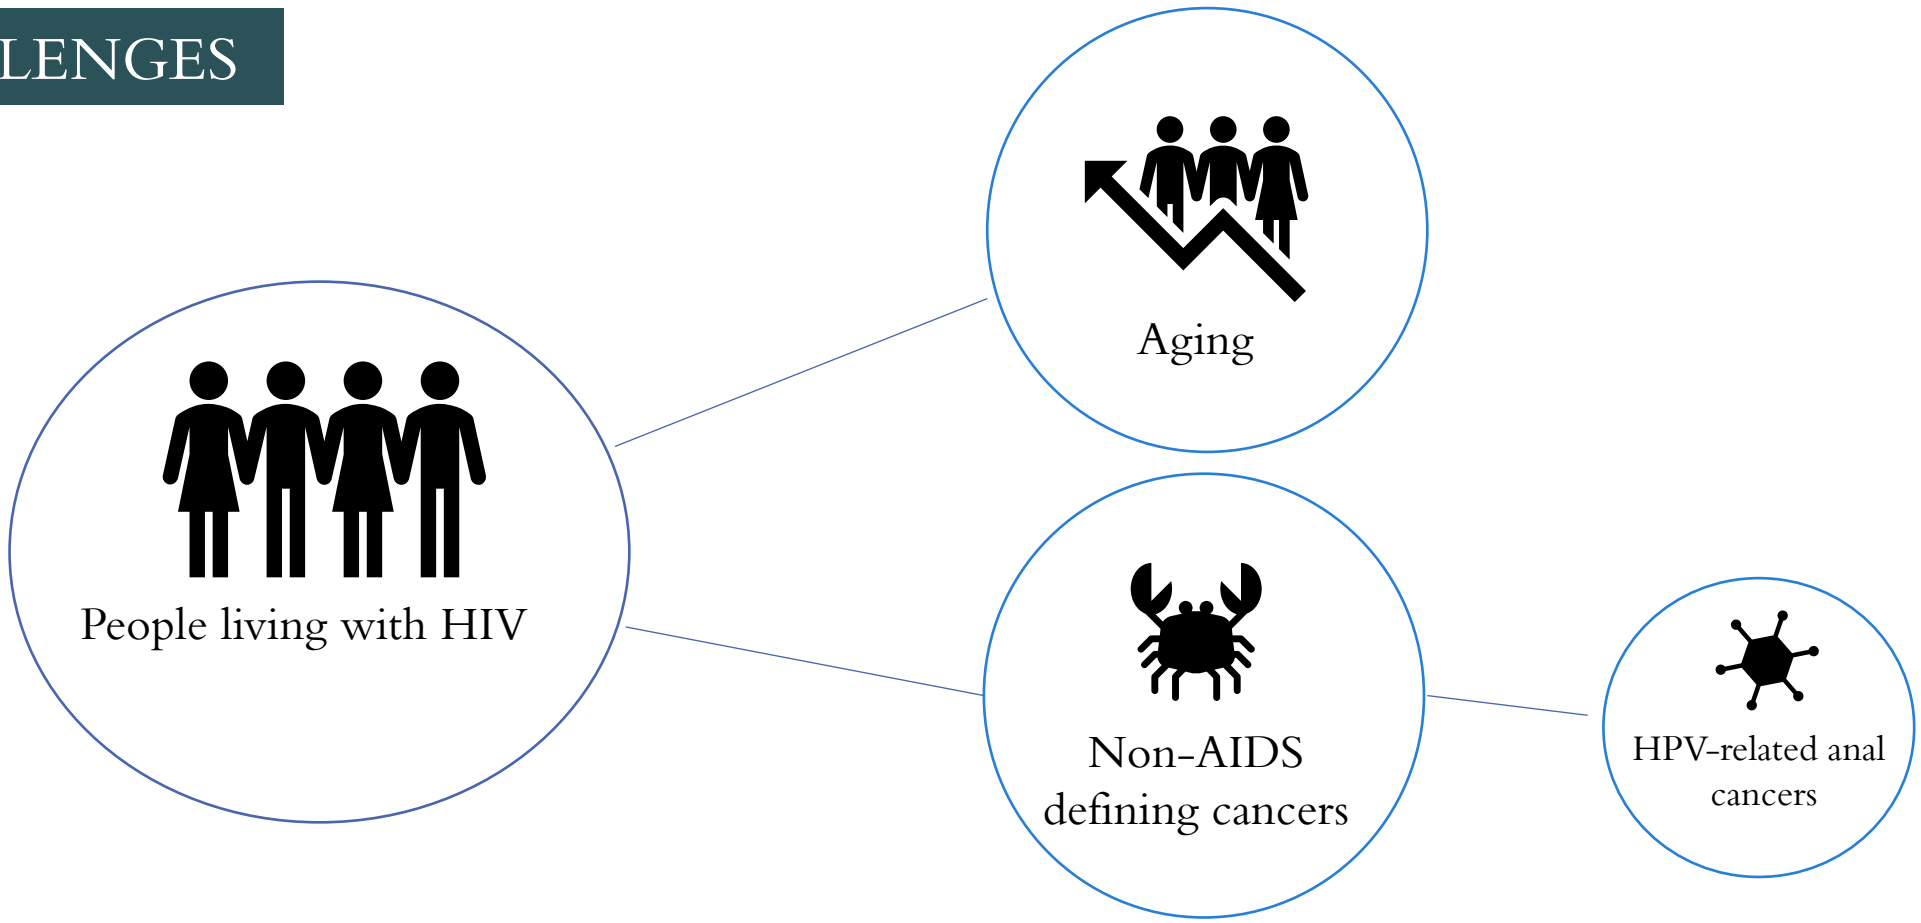 LENGES
Aging
People living with HIV
Non-AIDS
defining cancers
HPV-related anal
cancers